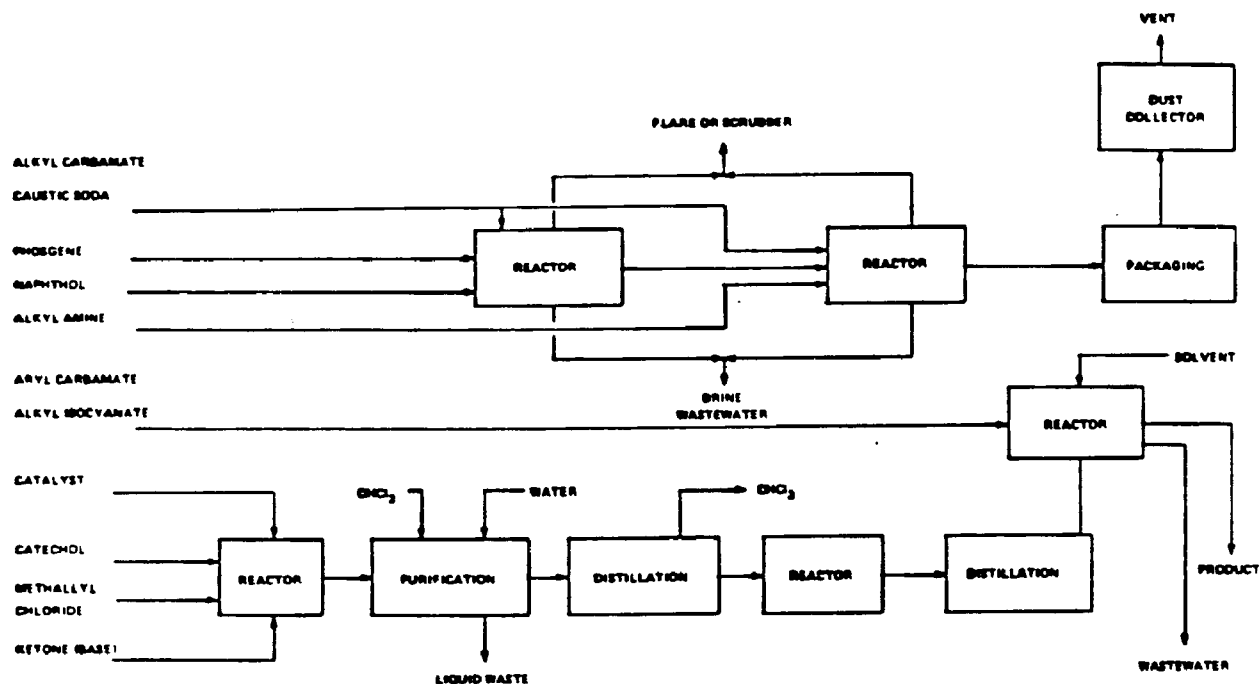 VENT
DUST
COLLECTOR
FLARE OR SCRUBBER
ALKYL CARBAMATE
CAUSTIC SODA
PHOSGENE
REACTOR
REACTOR
PACKAGING
NAPHTHOL
ALKYL AMINE
BRINE
WASTEWATER
SOLVENT
ARYL CARBAMATE
ALKYL ISOCYANATE
REACTOR
CATALYST
CHCl3
WATER
CHCl3
CATECHOL
REACTOR
PURIFICATION
DISTILLATION
REACTOR
DISTILLATION
PRODUCT
METHALLYL
CHLORIDE
KETONE (BASE)
LIQUID WASTE
WASTEWATER